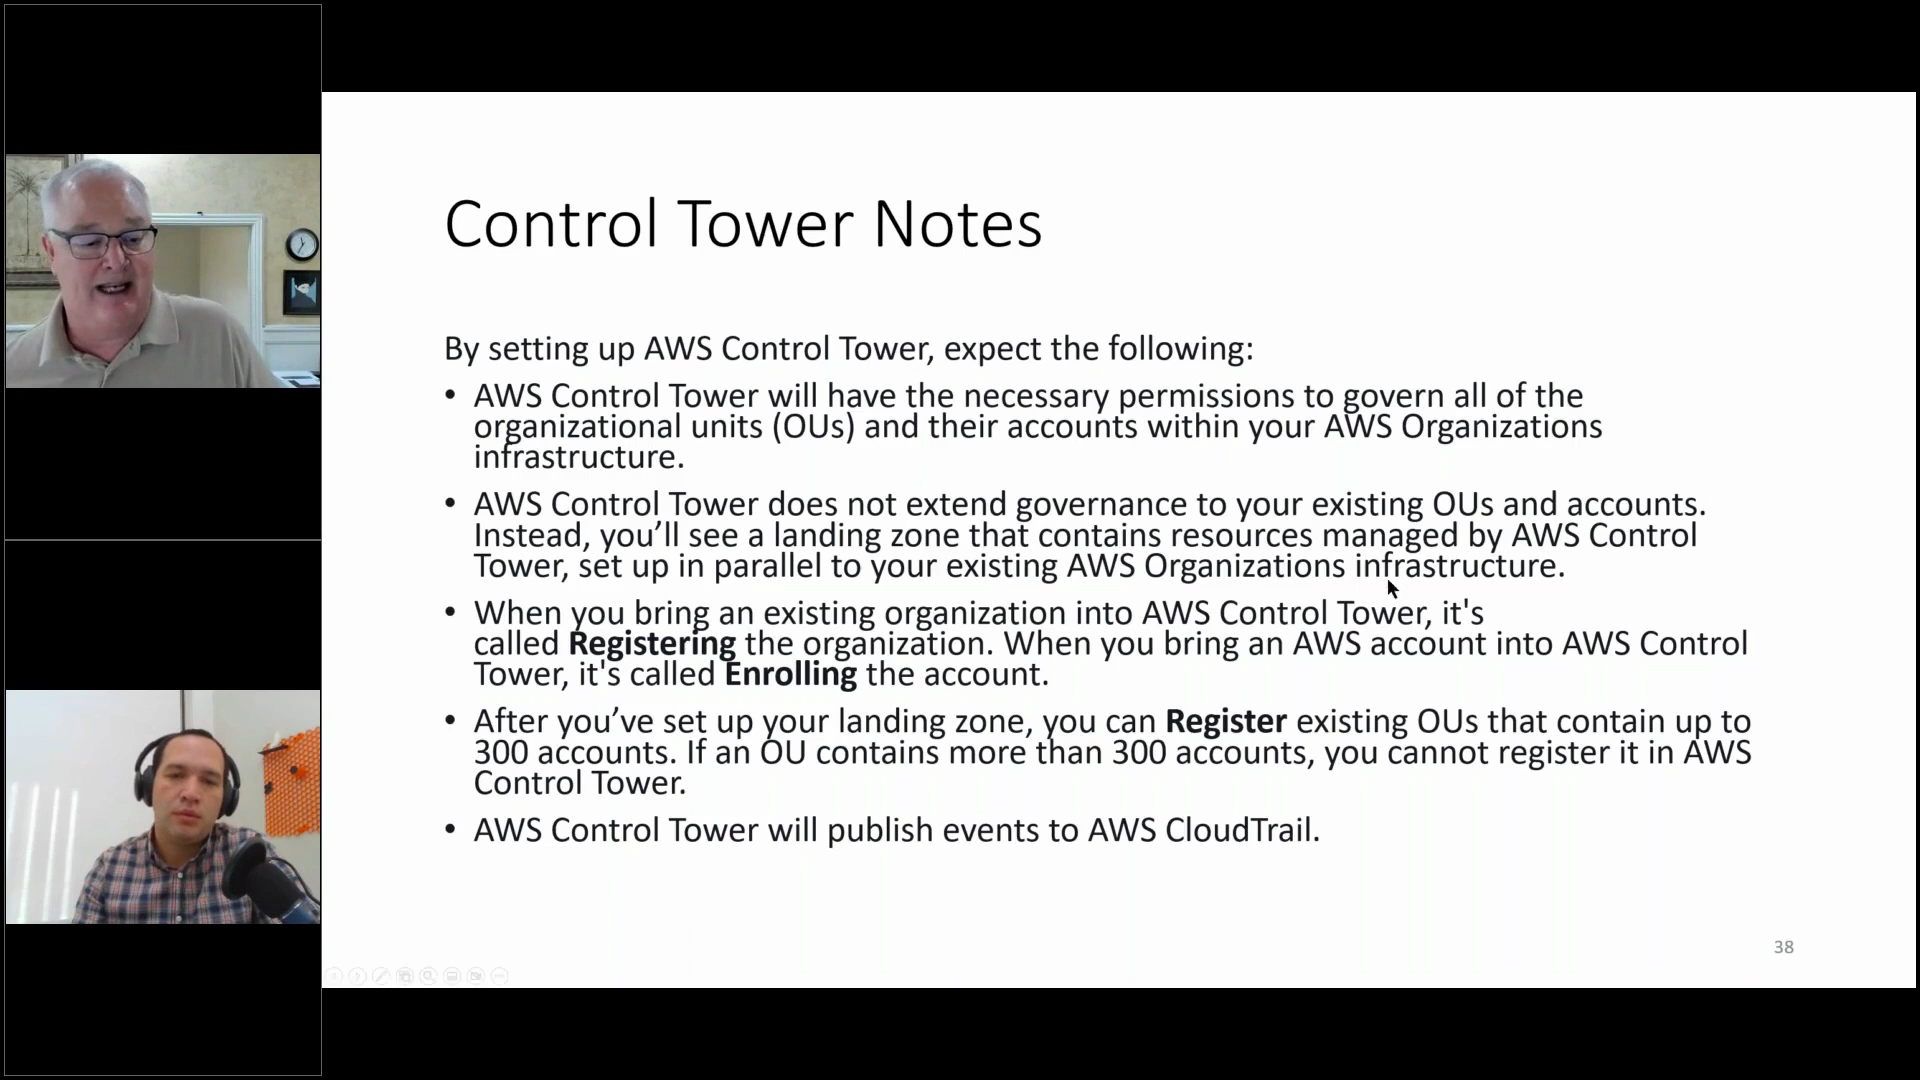 Control Tower Notes
By setting up AWS Control Tower, expect the following:
• AWS Control Tower will have the necessary permissions to govern all of the
organizational units (OUs) and their accounts within your AWS Organizations
infrastructure.
• AWS Control Tower does not extend governance to your existing OUs and accounts.
Instead, you’ll see a landing zone that contains resources managed by AWS Control
Tower, set up in parallel to your existing AWS Organizations infrastructure.
• When you bring an existing organization into AWS Control Tower, it's
called Registering the organization. When you bring an AWS account into AWS Control
Tower, it's called Enrolling the account.
• After you’ve set up your landing zone, you can Register existing OUs that contain up to
300 accounts. If an OU contains more than 300 accounts, you cannot register it in AWS
Control Tower.
• AWS Control Tower will publish events to AWS CloudTrail.
38